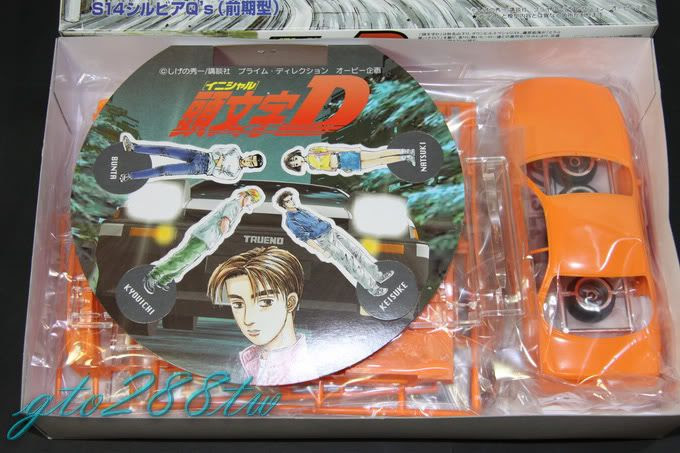 S14シルビアQ's(前期型)
©しげの秀一/講談社 プライム・ディレクション オービー企画
イニシャル
頭文字D
BUNTA
NATSUKI
TRUENO
KYOUICHI
KEISUKE
gto288tw